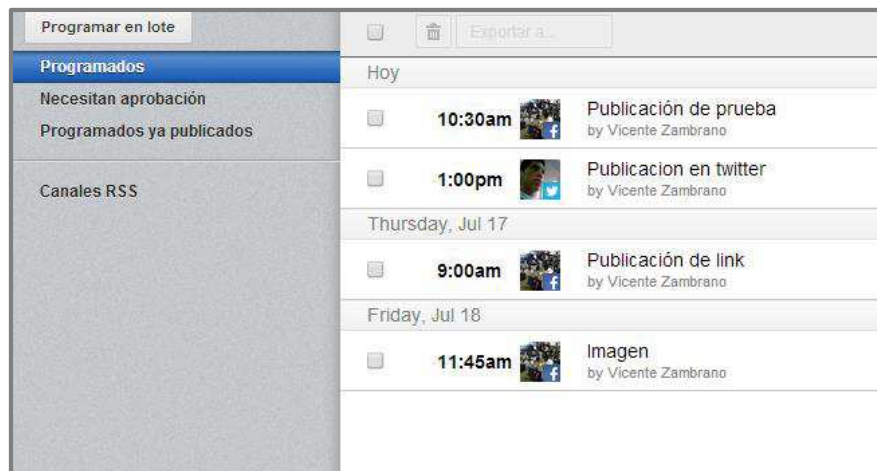 Programar en lote
Exportar a...
Programados
Necesitan aprobación
Programados ya publicados
Canales RSS
Hoy
10:30am Publicación de prueba
by Vicente Zambrano
1:00pm Publicacion en twitter
by Vicente Zambrano
Thursday, Jul 17
9:00am Publicación de link
by Vicente Zambrano
Friday, Jul 18
11:45am Imagen
by Vicente Zambrano